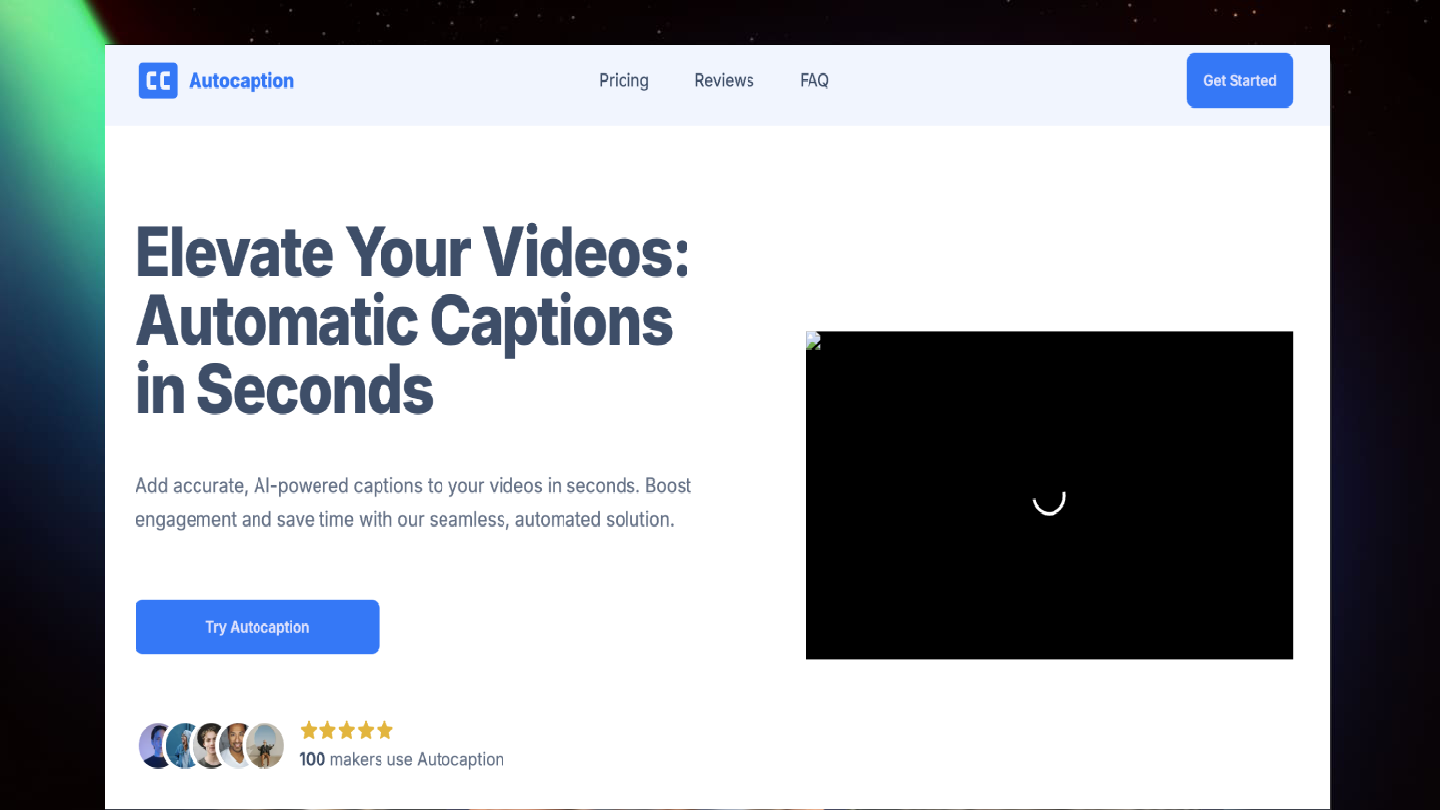 CC Autocaption
Pricing Reviews FAQ
Get Started
Elevate Your Videos:
Automatic Captions
in Seconds
Add accurate, AI-powered captions to your videos in seconds. Boost
engagement and save time with our seamless, automated solution.
Try Autocaption
100 makers use Autocaption